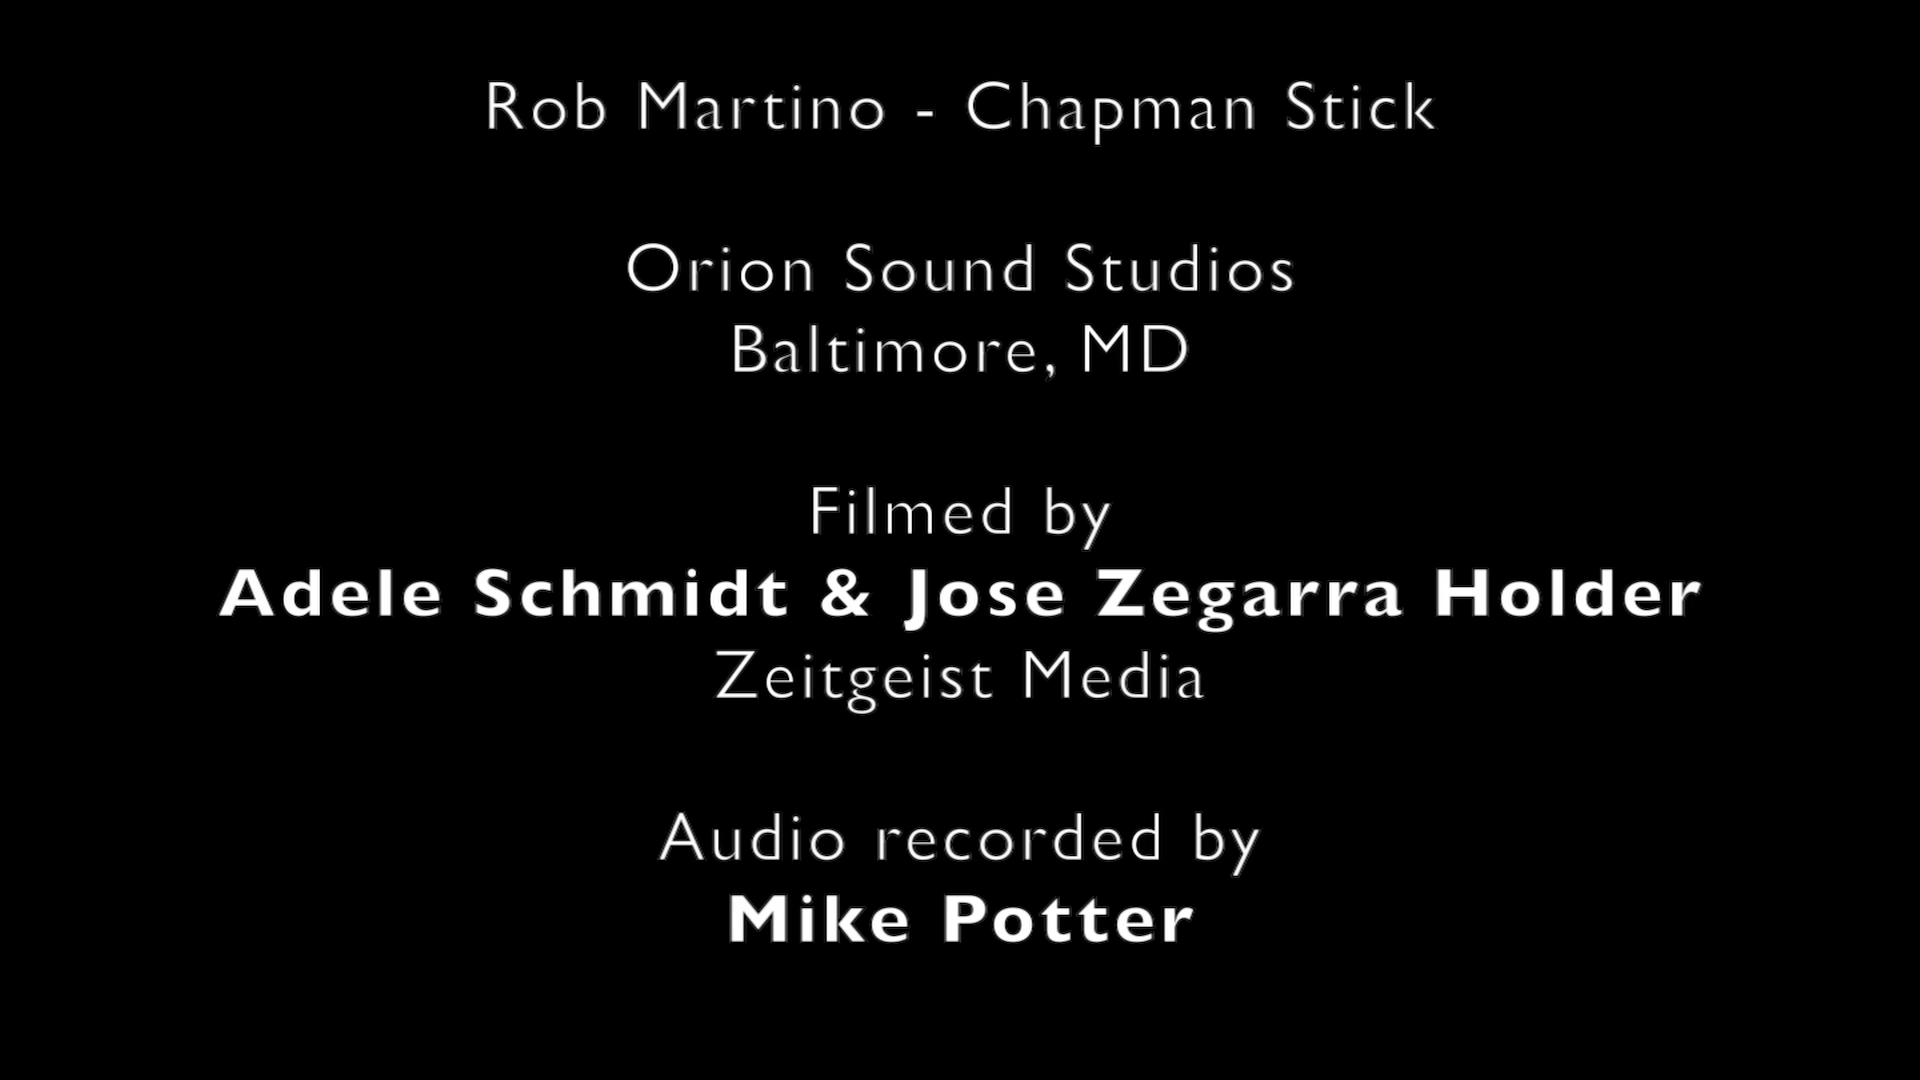 Rob Martino - Chapman Stick
Orion Sound Studios
Baltimore, MD
Filmed by
Adele Schmidt & Jose Zegarra Holder
Zeitgeist Media
Audio recorded by
Mike Potter